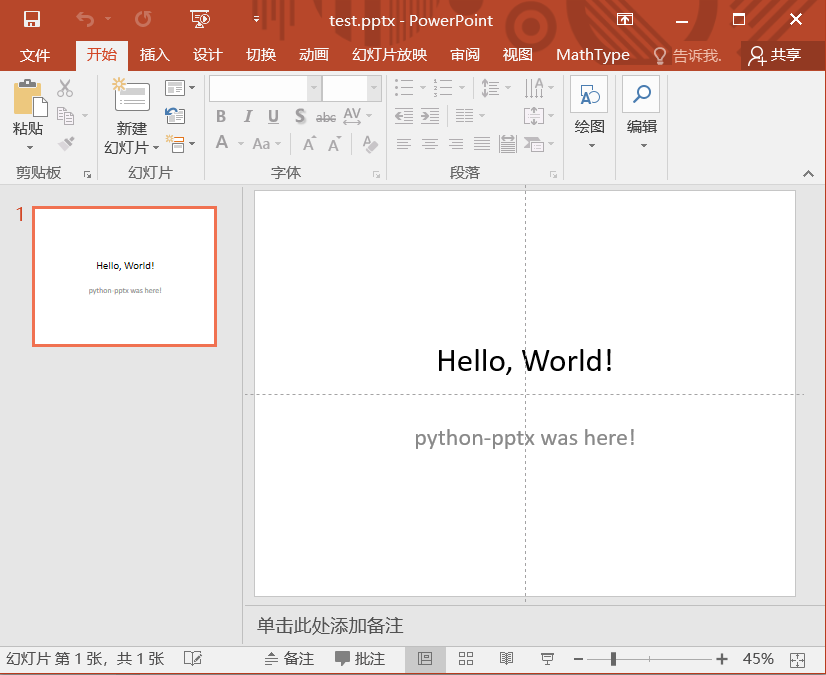 test.pptx - PowerPoint
文件 开始 插入 设计 切换 动画 幻灯片放映 审阅 视图 MathType 告诉我. 共享
粘贴
新建
幻灯片
B I U S abc AV
A Aa A A A
绘图
编辑
剪贴板 幻灯片 字体 段落
1
Hello, World!
python-pptx was here!
Hello, World!
python-pptx was here!
单击此处添加备注
幻灯片 第 1 张，共 1 张 备注 批注 45%